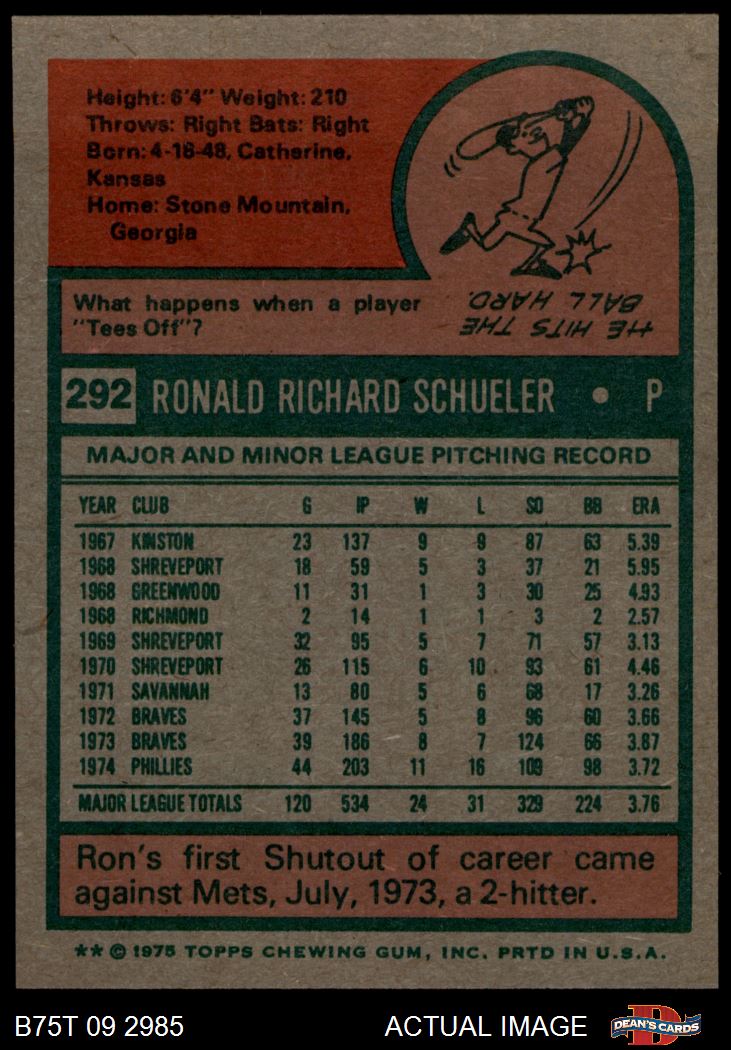 Height: 6'4" Weight: 210
Throws: Right Bats: Right
Born: 4-16-48, Catherine,
Kansas
Home: Stone Mountain,
Georgia
What happens when a player
"Tees Off"?
HE HITS THE
BALL HARD.
292 RONALD RICHARD SCHUELER • P
MAJOR AND MINOR LEAGUE PITCHING RECORD
YEAR CLUB G IP W L SO BB ERA
1967 KINSTON 23 137 9 9 87 63 5.39
1968 SHREVEPORT 18 59 5 3 37 21 5.95
1968 GREENWOOD 11 31 1 3 30 25 4.93
1968 RICHMOND 2 14 1 1 3 2 2.57
1969 SHREVEPORT 32 95 5 7 71 57 3.13
1970 SHREVEPORT 26 115 6 10 93 61 4.46
1971 SAVANNAH 13 80 5 6 68 17 3.26
1972 BRAVES 37 145 5 8 96 60 3.66
1973 BRAVES 39 186 8 7 124 66 3.87
1974 PHILLIES 44 203 11 16 109 98 3.72
MAJOR LEAGUE TOTALS 120 534 24 31 329 224 3.76
Ron's first Shutout of career came
against Mets, July, 1973, a 2-hitter.
** © 1975 TOPPS CHEWING GUM, INC. PRTD IN U.S.A.
B75T 09 2985 ACTUAL IMAGE D DEAN'S CARDS